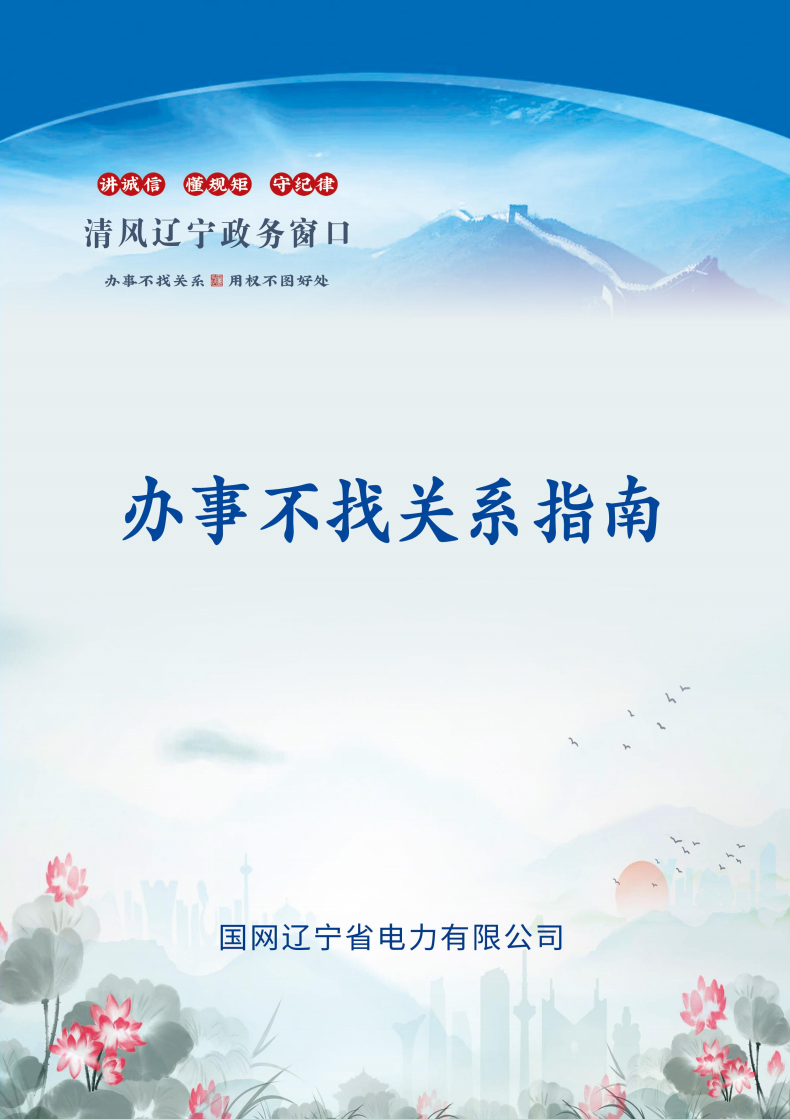 讲诚信 懂规矩 守纪律
清风辽宁政务窗口
办事不找关系 用权不图好处
办事不找关系指南
国网辽宁省电力有限公司